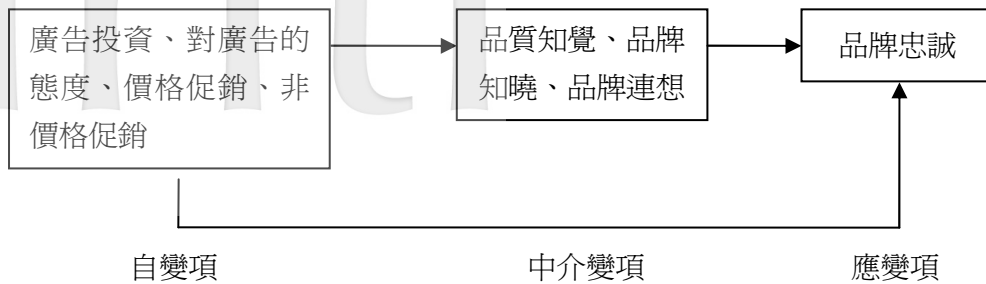 廣告投資、對廣告的
態度、價格促銷、非
價格促銷
品質知覺、品牌
知曉、品牌連想
品牌忠誠
自變項
中介變項
應變項